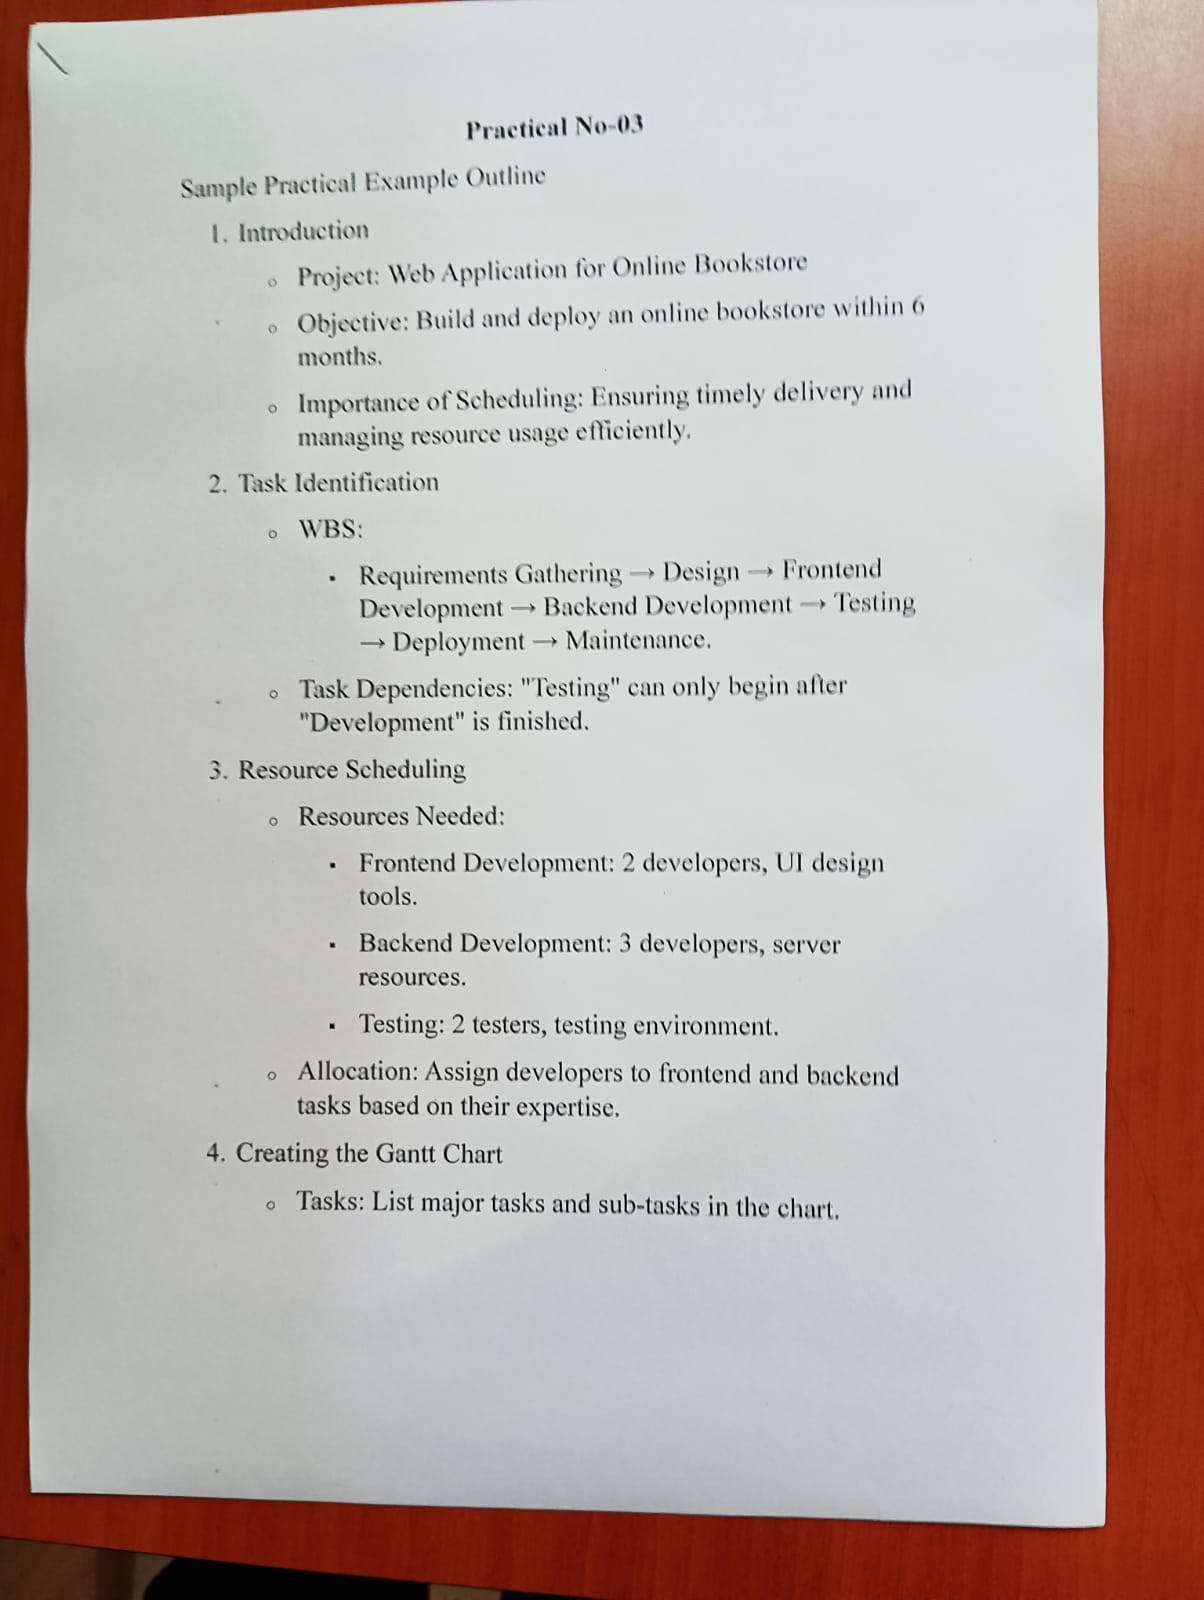 Practical No-03
Sample Practical Example Outline
1. Introduction
○ Project: Web Application for Online Bookstore
○ Objective: Build and deploy an online bookstore within 6
months.
○ Importance of Scheduling: Ensuring timely delivery and
managing resource usage efficiently.
2. Task Identification
○ WBS:
▪ Requirements Gathering → Design → Frontend
Development → Backend Development → Testing
→ Deployment → Maintenance.
○ Task Dependencies: "Testing" can only begin after
"Development" is finished.
3. Resource Scheduling
○ Resources Needed:
▪ Frontend Development: 2 developers, UI design
tools.
▪ Backend Development: 3 developers, server
resources.
▪ Testing: 2 testers, testing environment.
○ Allocation: Assign developers to frontend and backend
tasks based on their expertise.
4. Creating the Gantt Chart
○ Tasks: List major tasks and sub-tasks in the chart.